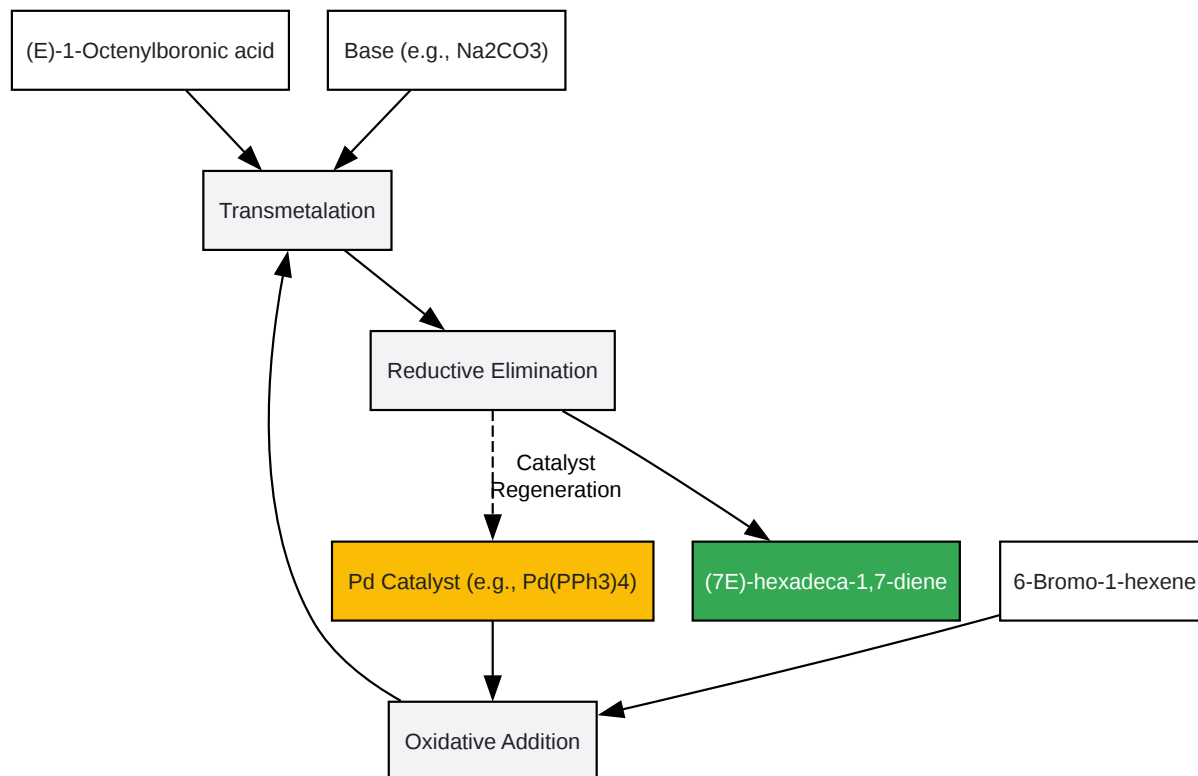 (E)-1-Octenylboronic acid
Base (e.g., Na2CO3)
Transmetalation
Reductive Elimination
Catalyst
Regeneration
Pd Catalyst (e.g., Pd(PPh3)4)
(7E)-hexadeca-1,7-diene
6-Bromo-1-hexene
Oxidative Addition